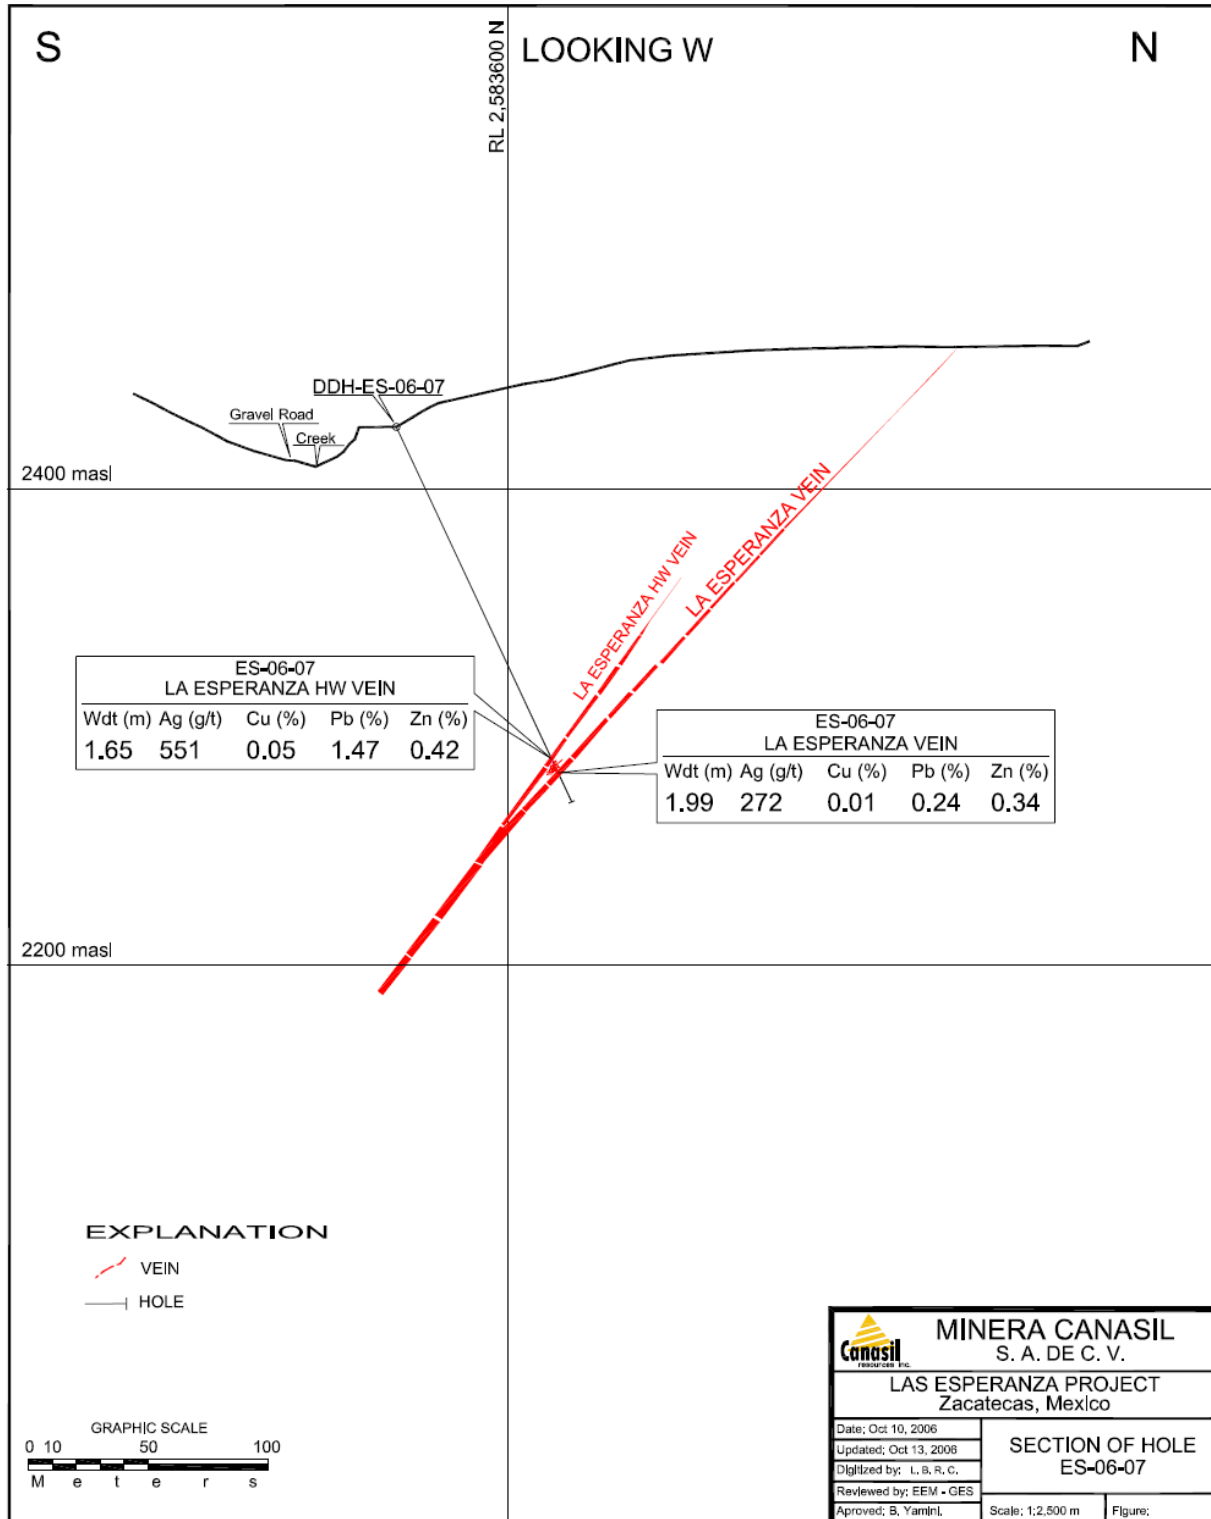 S
LOOKING W
N
RL 2,583600 N
DDH-ES-06-07
Gravel Road
Creek
2400 masl
LA ESPERANZA VEIN
LA ESPERANZA HW VEIN
ES-06-07
LA ESPERANZA HW VEIN
Wdt (m) Ag (g/t) Cu (%) Pb (%) Zn (%)
1.65 551 0.05 1.47 0.42
ES-06-07
LA ESPERANZA VEIN
Wdt (m) Ag (g/t) Cu (%) Pb (%) Zn (%)
1.99 272 0.01 0.24 0.34
2200 masl
EXPLANATION
VEIN
HOLE
GRAPHIC SCALE
0 10 50 100
M e t e r s
Canasil
resources inc.
MINERA CANASIL
S. A. DE C. V.
LAS ESPERANZA PROJECT
Zacatecas, Mexico
Date: Oct 10, 2006
Updated: Oct 13, 2006
Digitized by: L. B. R. C.
Reviewed by: EEM - GES
Aproved: B. Yamini.
SECTION OF HOLE
ES-06-07
Scale: 1:2,500 m
Figure: